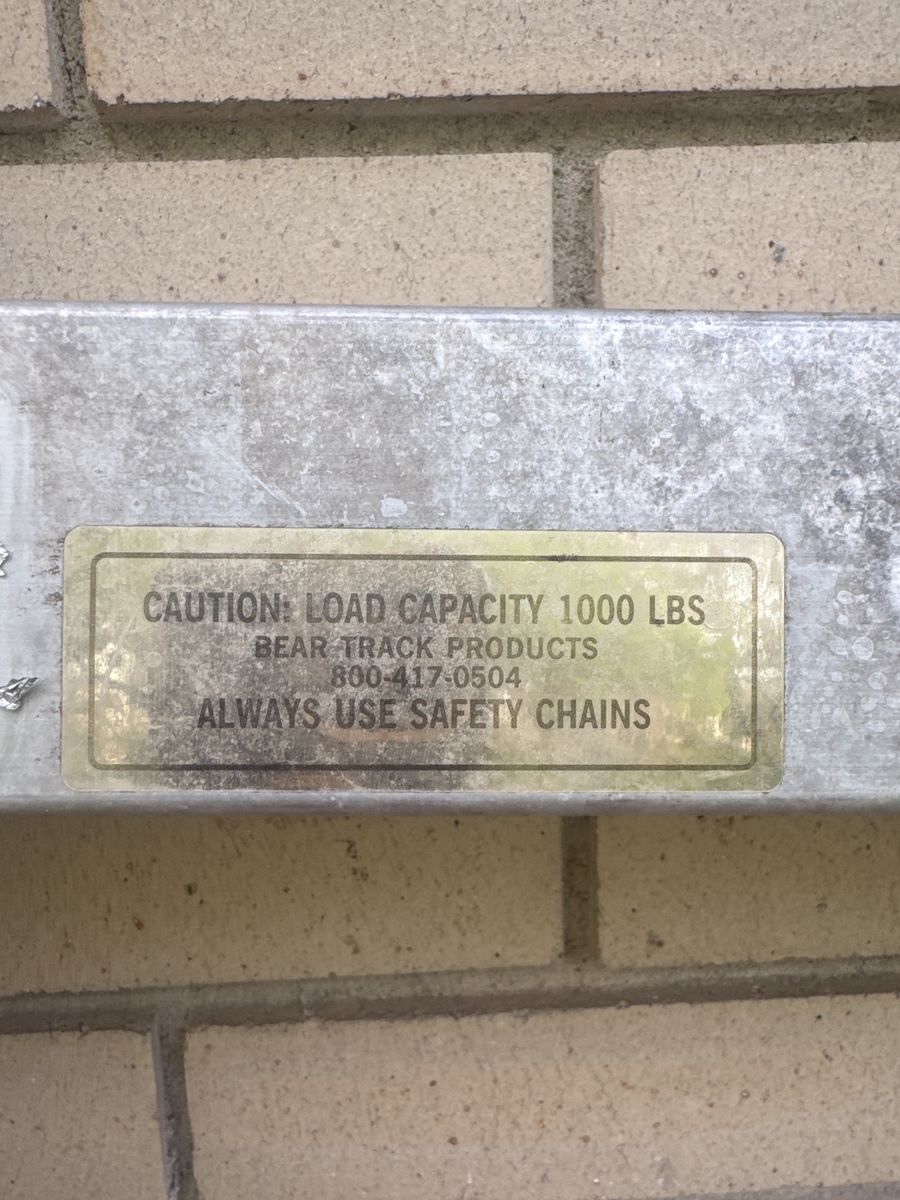 CAUTION: LOAD CAPACITY 1000 LBS
BEAR TRACK PRODUCTS
800-417-0504
ALWAYS USE SAFETY CHAINS